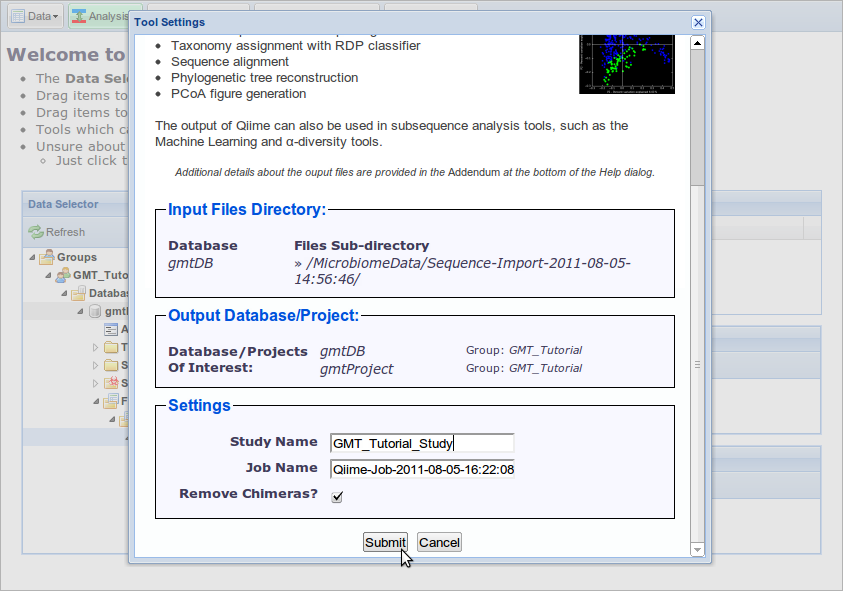 Data
Analysis
Tool Settings
Welcome to
The Data Sel
Drag items to
Drag items to
Tools which ca
Unsure about
Just click t
Taxonomy assignment with RDP classifier
Sequence alignment
Phylogenetic tree reconstruction
PCoA figure generation
The output of Qiime can also be used in subsequence analysis tools, such as the
Machine Learning and α-diversity tools.
Additional details about the ouput files are provided in the Addendum at the bottom of the Help dialog.
Data Selector
Refresh
Groups
GMT_Tuto
Databas
gmtI
A
T
S
S
F
Input Files Directory:
Database Files Sub-directory
gmtDB » /MicrobiomeData/Sequence-Import-2011-08-05-
14:56:46/
Output Database/Project:
Database/Projects gmtDB Group: GMT_Tutorial
Of Interest: gmtProject Group: GMT_Tutorial
Settings
Study Name GMT_Tutorial_Study
Job Name Qiime-Job-2011-08-05-16:22:08
Remove Chimeras?
Submit Cancel